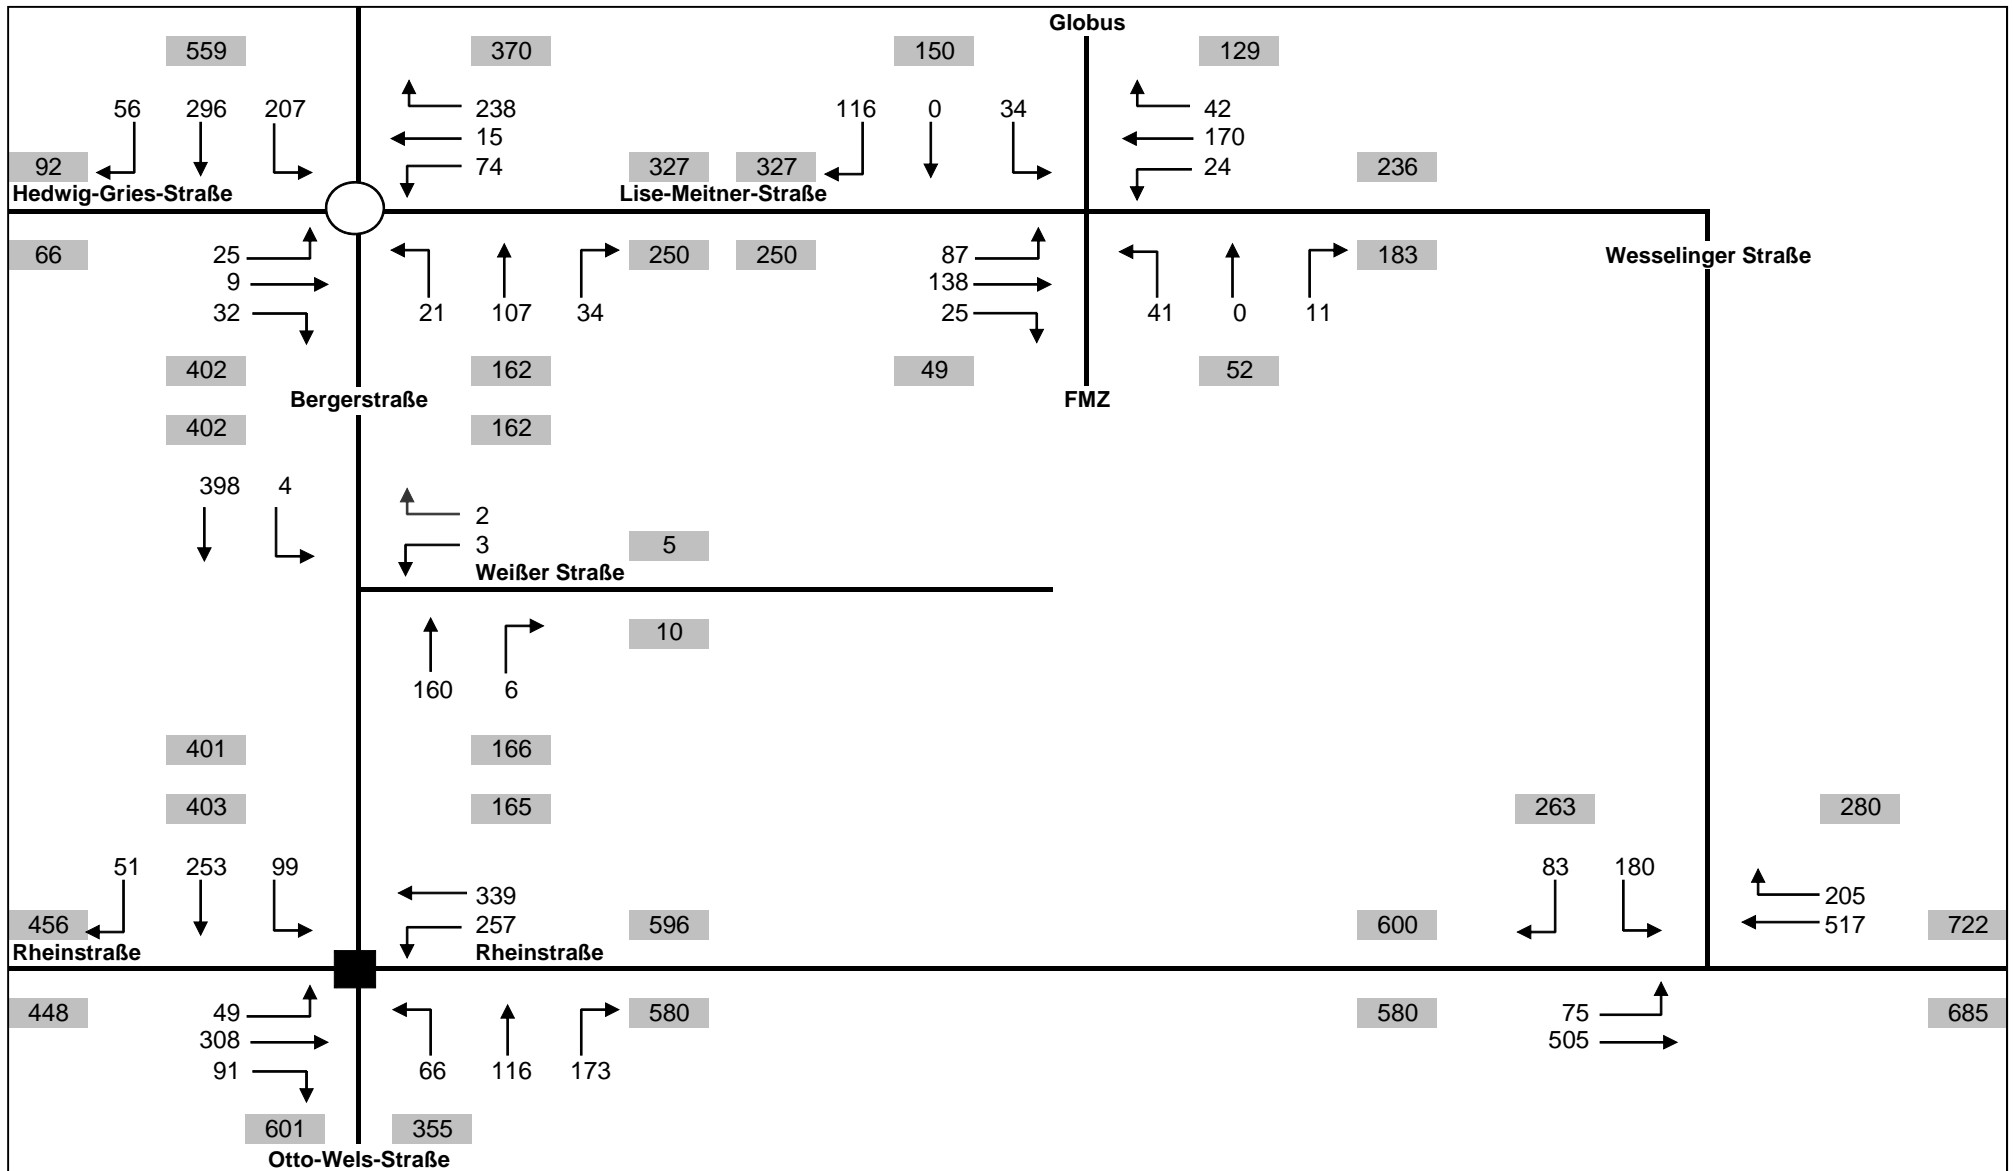 Globus
559 370 150 129
56 296 207 238 116 0 34 42
15 170
74 24
92 327 327 236
Hedwig-Gries-Straße Lise-Meitner-Straße
66 25 250 250 87 183 Wesselinger Straße
9 138
32 21 107 34 25 41 0 11
402 162 49 52
Bergerstraße FMZ
402 162
398 4
2
3 5
Weißer Straße
10
160 6
401 166
403 165 263 280
51 253 99 83 180
339 205
456 257 596 600 517 722
Rheinstraße Rheinstraße
448 49 580 580 75 685
308 505
91 66 116 173
601 355
Otto-Wels-Straße